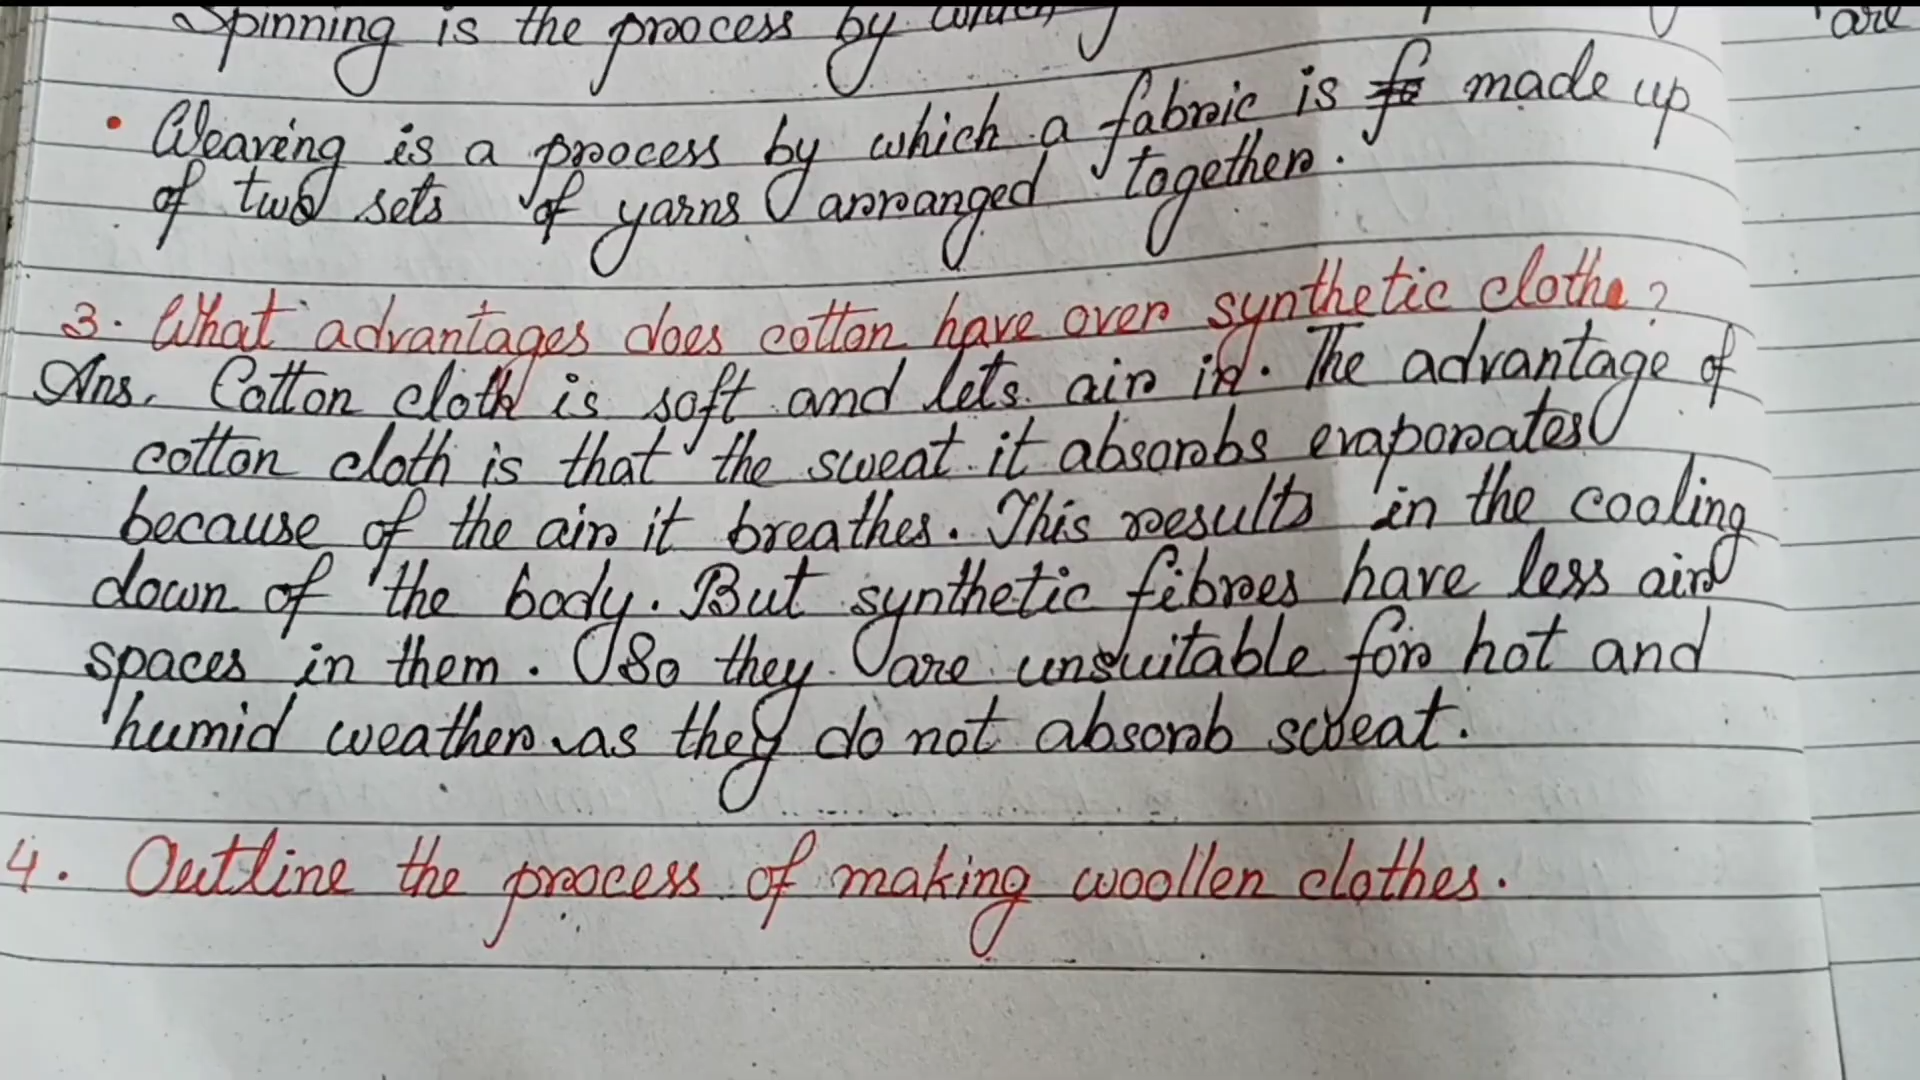 Spinning is the process by which
are
• Weaving is a process by which a fabric is made up
of two sets of yarns arranged together.
3. What advantages does cotton have over synthetic cloth?
Ans. Cotton cloth is soft and lets air in. The advantage of
cotton cloth is that the sweat it absorbs evaporates
because of the air it breathes. This results in the cooling
down of the body. But synthetic fibres have less air
spaces in them. So they are unsuitable for hot and
humid weather as they do not absorb sweat.
4. Outline the process of making woollen clothes.